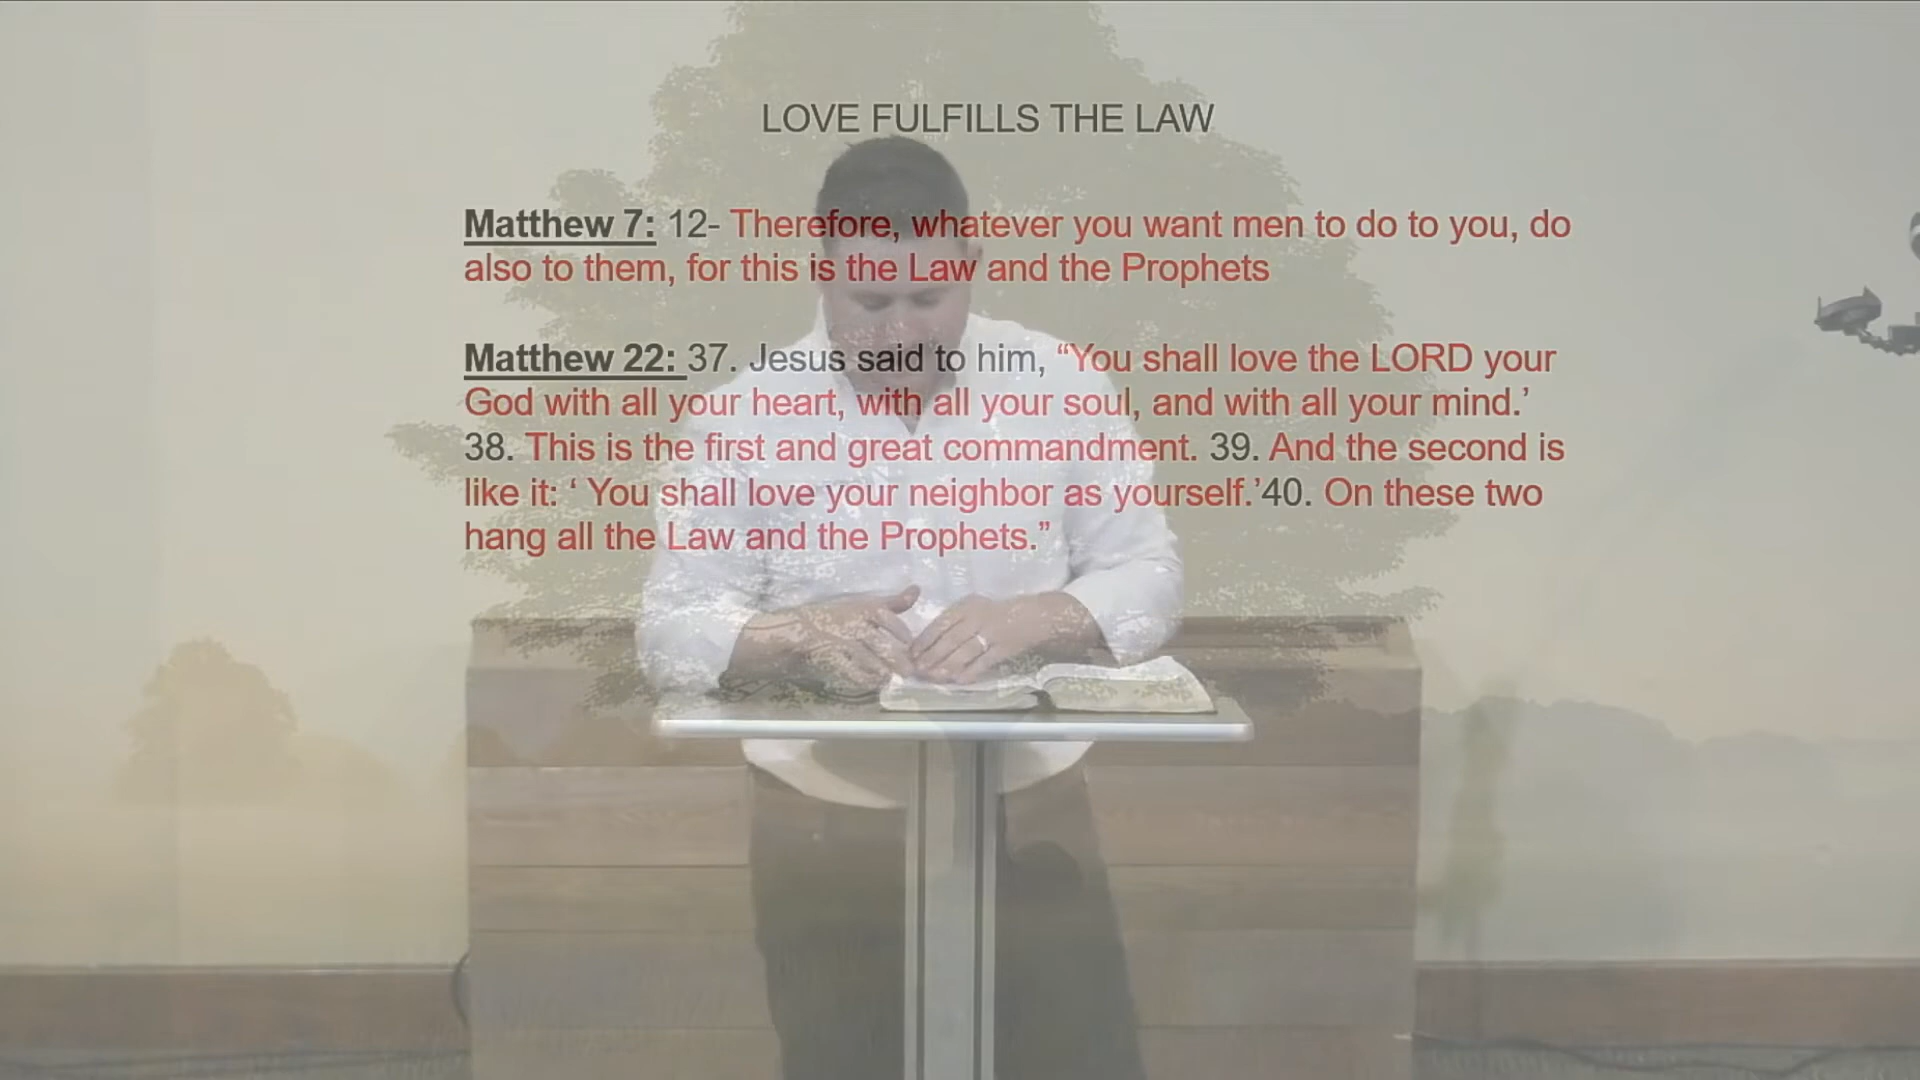 LOVE FULFILLS THE LAW
Matthew 7: 12- Therefore, whatever you want men to do to you, do
also to them, for this is the Law and the Prophets
Matthew 22: 37. Jesus said to him, “You shall love the LORD your
God with all your heart, with all your soul, and with all your mind.’
38. This is the first and great commandment. 39. And the second is
like it: ‘ You shall love your neighbor as yourself.’40. On these two
hang all the Law and the Prophets.”